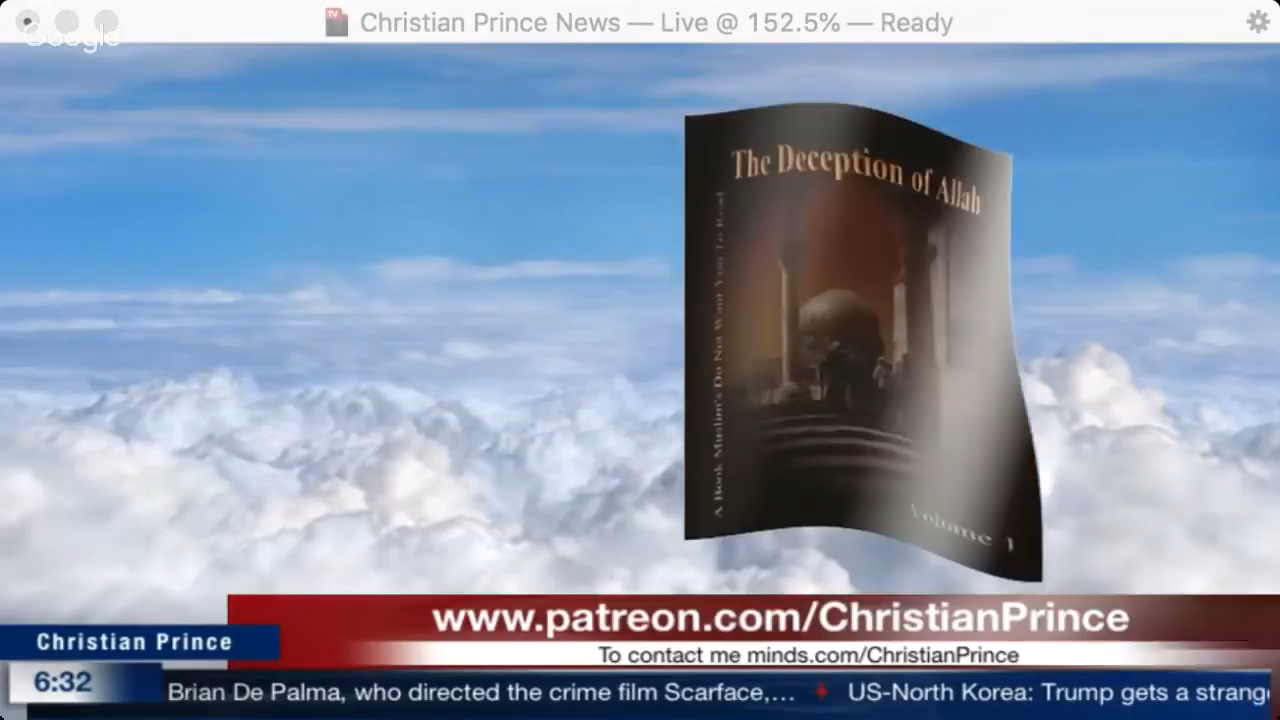 Christian Prince News — Live @ 152.5% — Ready
Google
TV
The Deception of Allah
A Book Muslim's Do Not Want You To Read
Volume 1
www.patreon.com/ChristianPrince
To contact me minds.com/ChristianPrince
Christian Prince
6:32
Brian De Palma, who directed the crime film Scarface,... US-North Korea: Trump gets a strang